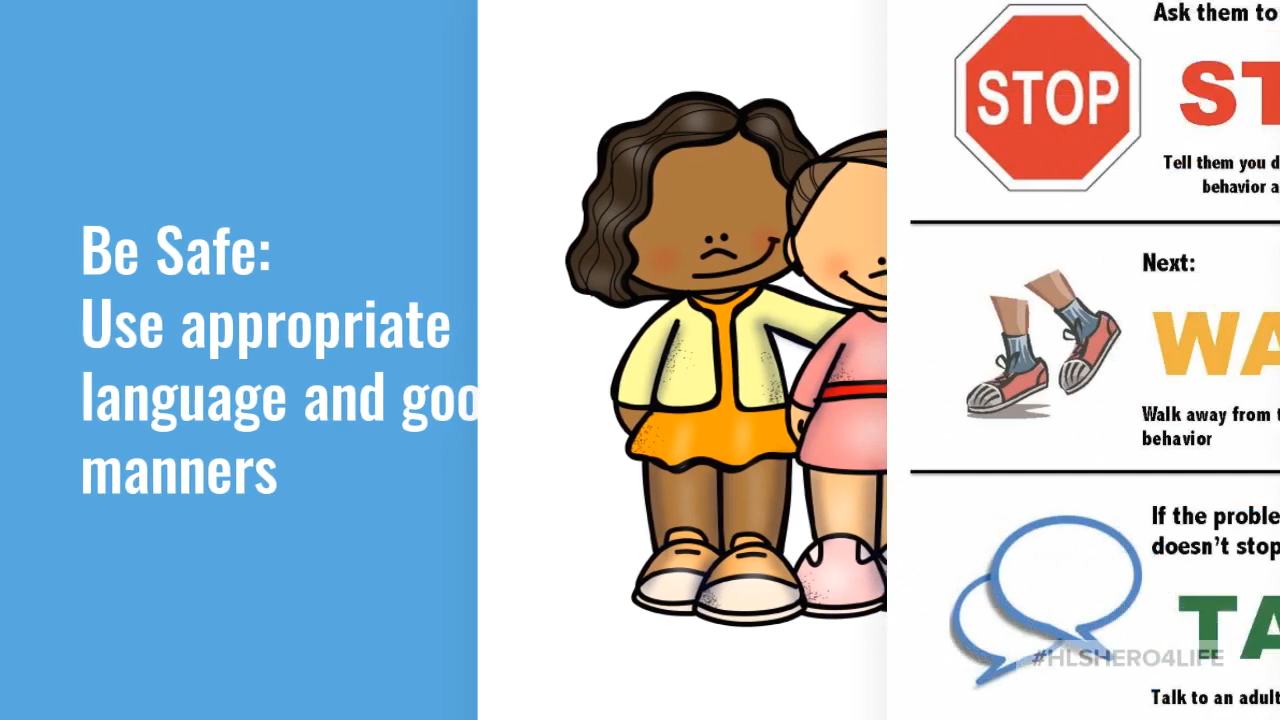 Be Safe:
Use appropriate
language and goo
manners
Ask them to
STOP
ST
Tell them you d
behavior a
Next:
WA
Walk away from t
behavior
If the proble
doesn't stop
TA
#HLSHERO4LIFE
Talk to an adult